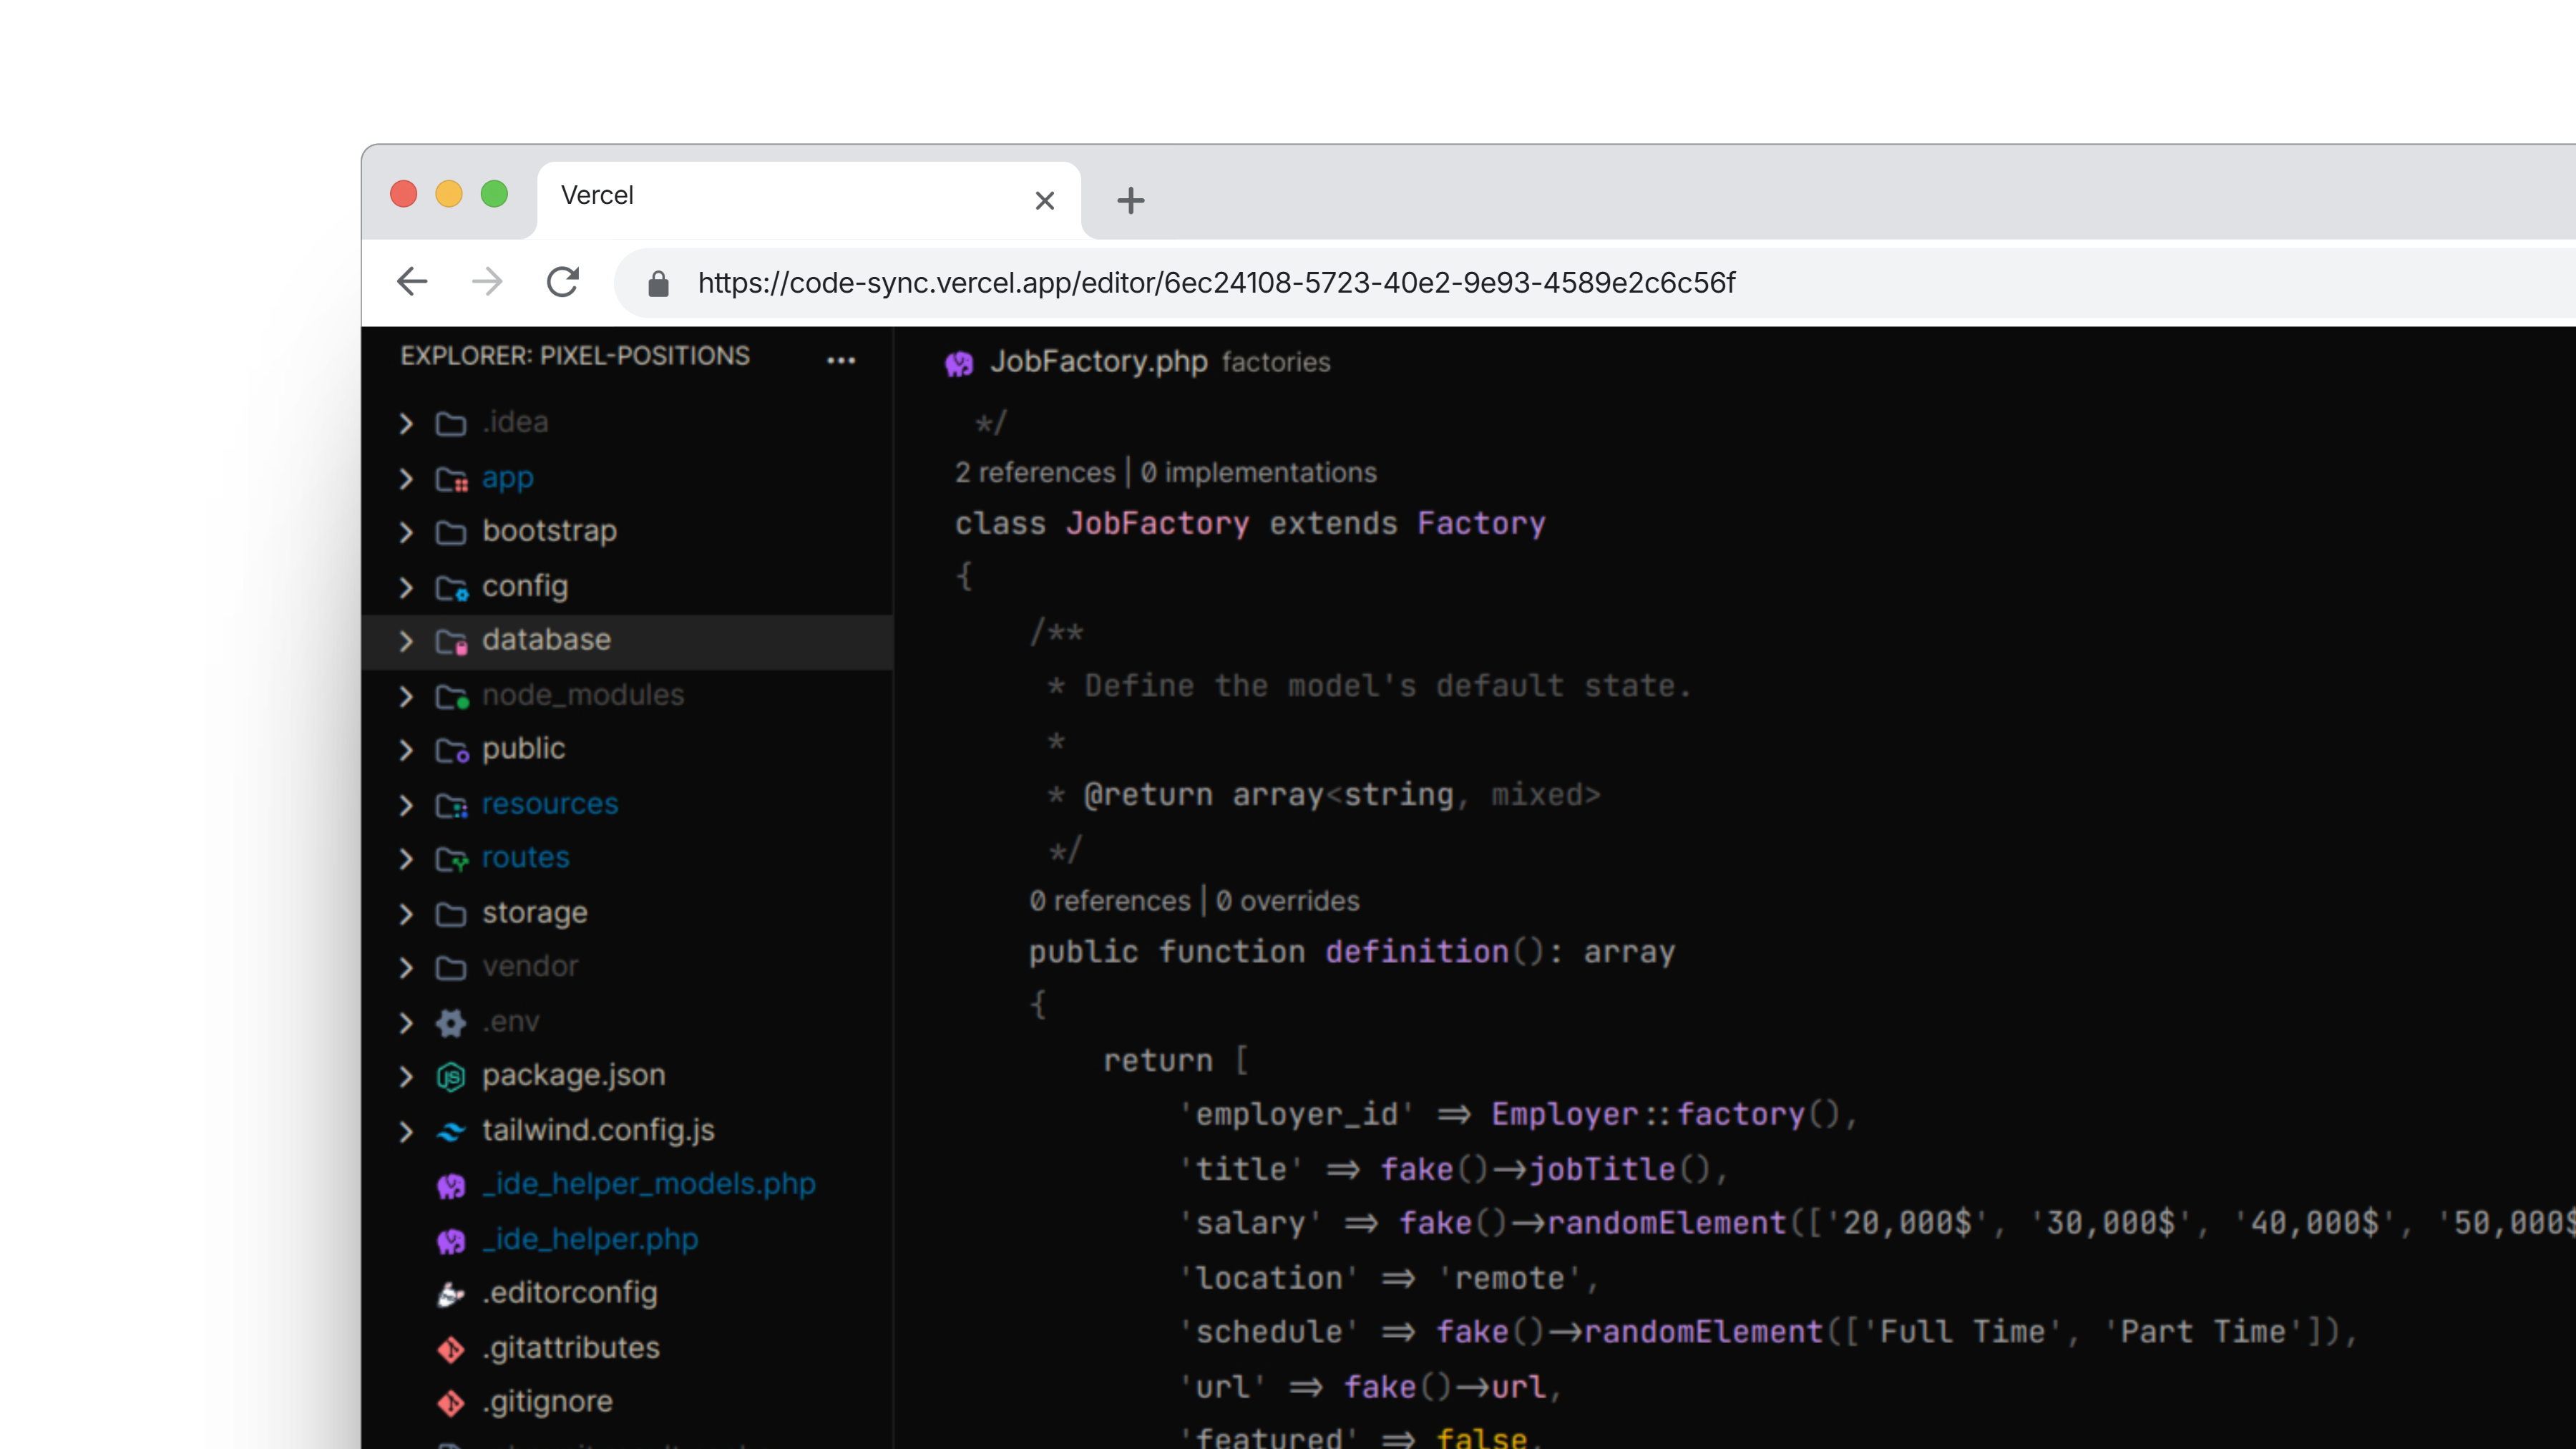 Vercel
https://code-sync.vercel.app/editor/6ec24108-5723-40e2-9e93-4589e2c6c56f
EXPLORER: PIXEL-POSITIONS
.idea
app
bootstrap
config
database
node_modules
public
resources
routes
storage
vendor
.env
package.json
tailwind.config.js
_ide_helper_models.php
_ide_helper.php
.editorconfig
.gitattributes
.gitignore
JobFactory.php factories
*/
2 references | 0 implementations
class JobFactory extends Factory
{
/**
* Define the model's default state.
*
* @return array<string, mixed>
*/
0 references | 0 overrides
public function definition(): array
{
return [
'employer_id' => Employer::factory(),
'title' => fake()->jobTitle(),
'salary' => fake()->randomElement(['20,000$', '30,000$', '40,000$', '50,000$
'location' => 'remote',
'schedule' => fake()->randomElement(['Full Time', 'Part Time']),
'url' => fake()->url,
'featured' => false,